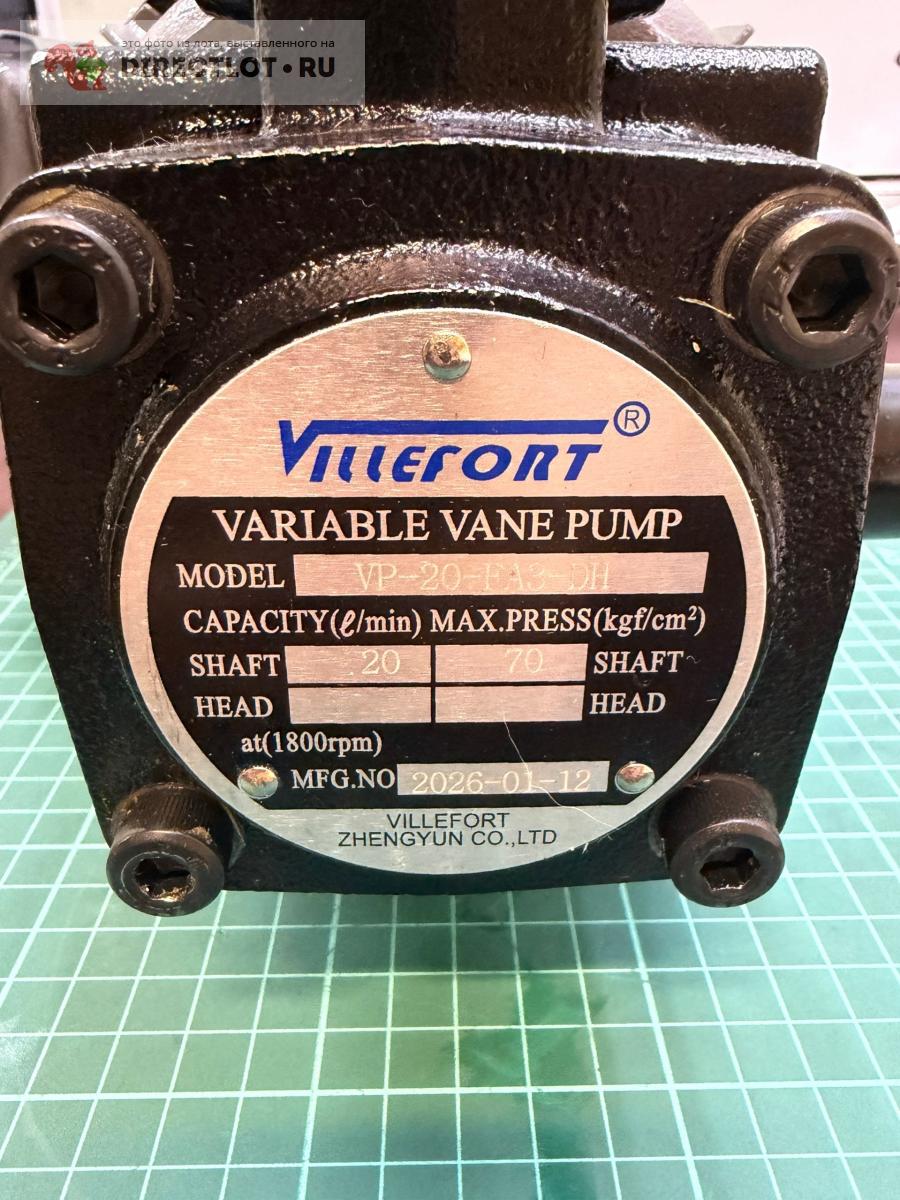 это фото из лота, выставленного на
DIRECTLOT·RU
VILLEFORT ®
VARIABLE VANE PUMP
MODEL VP-20-FA3-DH
CAPACITY(ℓ/min) MAX.PRESS(kgf/cm²)
SHAFT 20 70 SHAFT
HEAD HEAD
at(1800rpm)
MFG.NO 2026-01-12
VILLEFORT
ZHENGYUN CO.,LTD